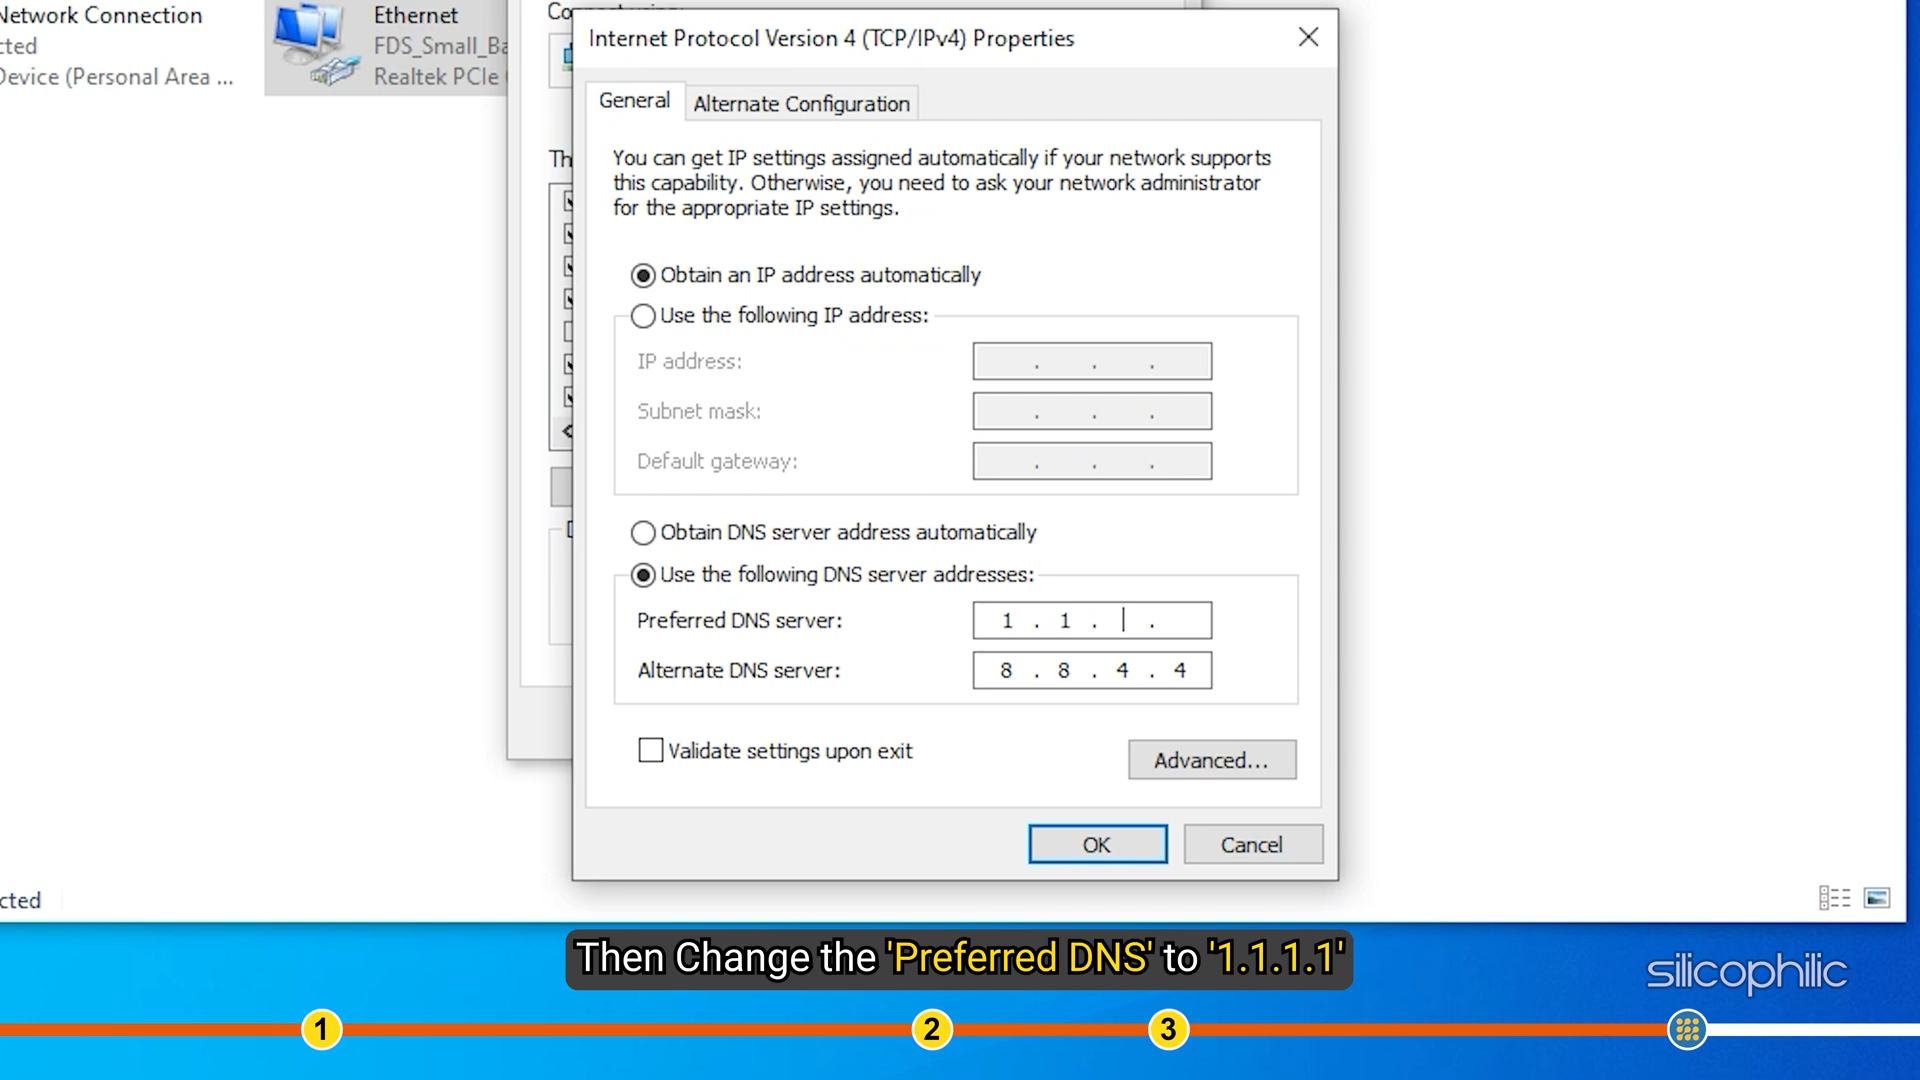 Network Connection
cted
Device (Personal Area ...
Ethernet
FDS_Small_Ba
Realtek PCIe
Internet Protocol Version 4 (TCP/IPv4) Properties
General
Alternate Configuration
Th
You can get IP settings assigned automatically if your network supports
this capability. Otherwise, you need to ask your network administrator
for the appropriate IP settings.
Obtain an IP address automatically
Use the following IP address:
IP address:
. . .
Subnet mask:
. . .
Default gateway:
. . .
Obtain DNS server address automatically
Use the following DNS server addresses:
Preferred DNS server:
1 . 1 . .
Alternate DNS server:
8 . 8 . 4 . 4
Validate settings upon exit
Advanced...
OK
Cancel
cted
Then Change the 'Preferred DNS' to '1.1.1.1'
silicophilic
1
2
3